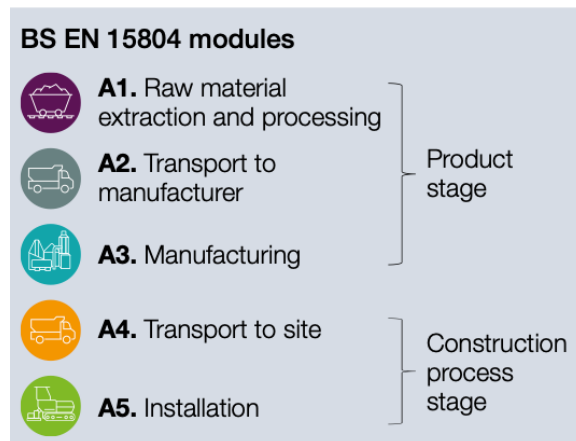 BS EN 15804 modules
A1. Raw material
extraction and processing
A2. Transport to
manufacturer
A3. Manufacturing
Product
stage
A4. Transport to site
A5. Installation
Construction
process
stage